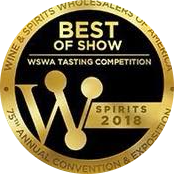 WINE & SPIRITS WHOLESALERS OF AMERICA
BEST
OF SHOW
WSWA TASTING COMPETITION
W
SPIRITS
2018
75TH ANNUAL CONVENTION & EXPOSITION